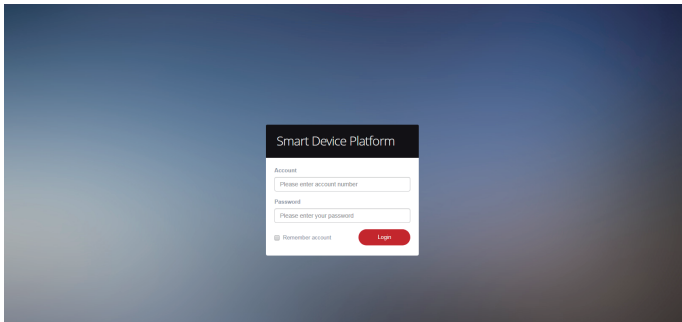 Smart Device Platform
Account
Please enter account number
Password
Please enter your password
Remember account
Login